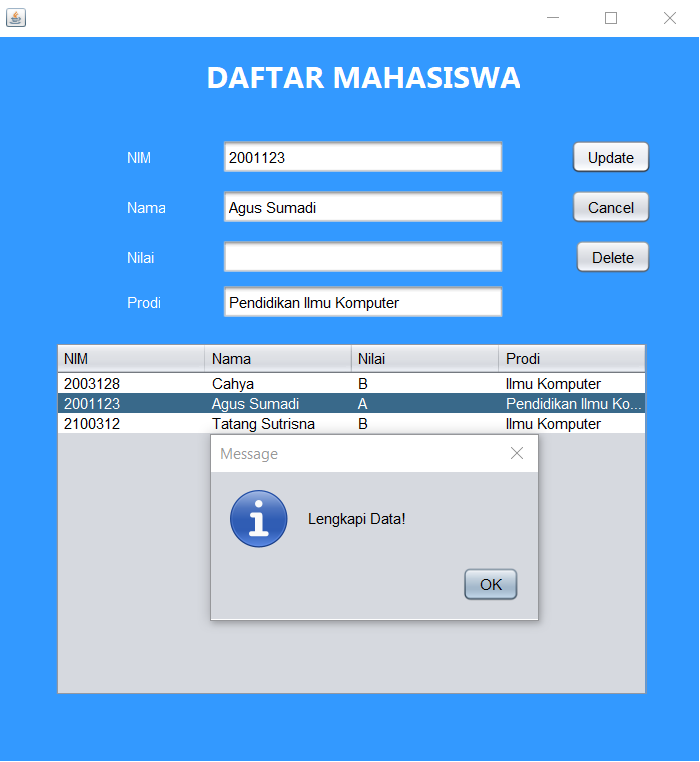 DAFTAR MAHASISWA
NIM 2001123 Update
Nama Agus Sumadi Cancel
Nilai Delete
Prodi Pendidikan Ilmu Komputer
NIM Nama Nilai Prodi
2003128 Cahya B Ilmu Komputer
2001123 Agus Sumadi A Pendidikan Ilmu Ko...
2100312 Tatang Sutrisna B Ilmu Komputer
Message
Lengkapi Data!
OK